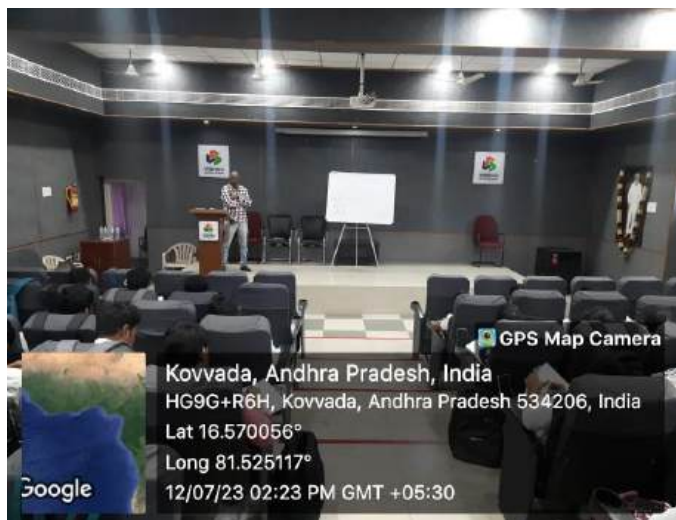 GPS Map Camera
Kovvada, Andhra Pradesh, India
HG9G+R6H, Kovvada, Andhra Pradesh 534206, India
Lat 16.570056°
Long 81.525117°
12/07/23 02:23 PM GMT +05:30
Google